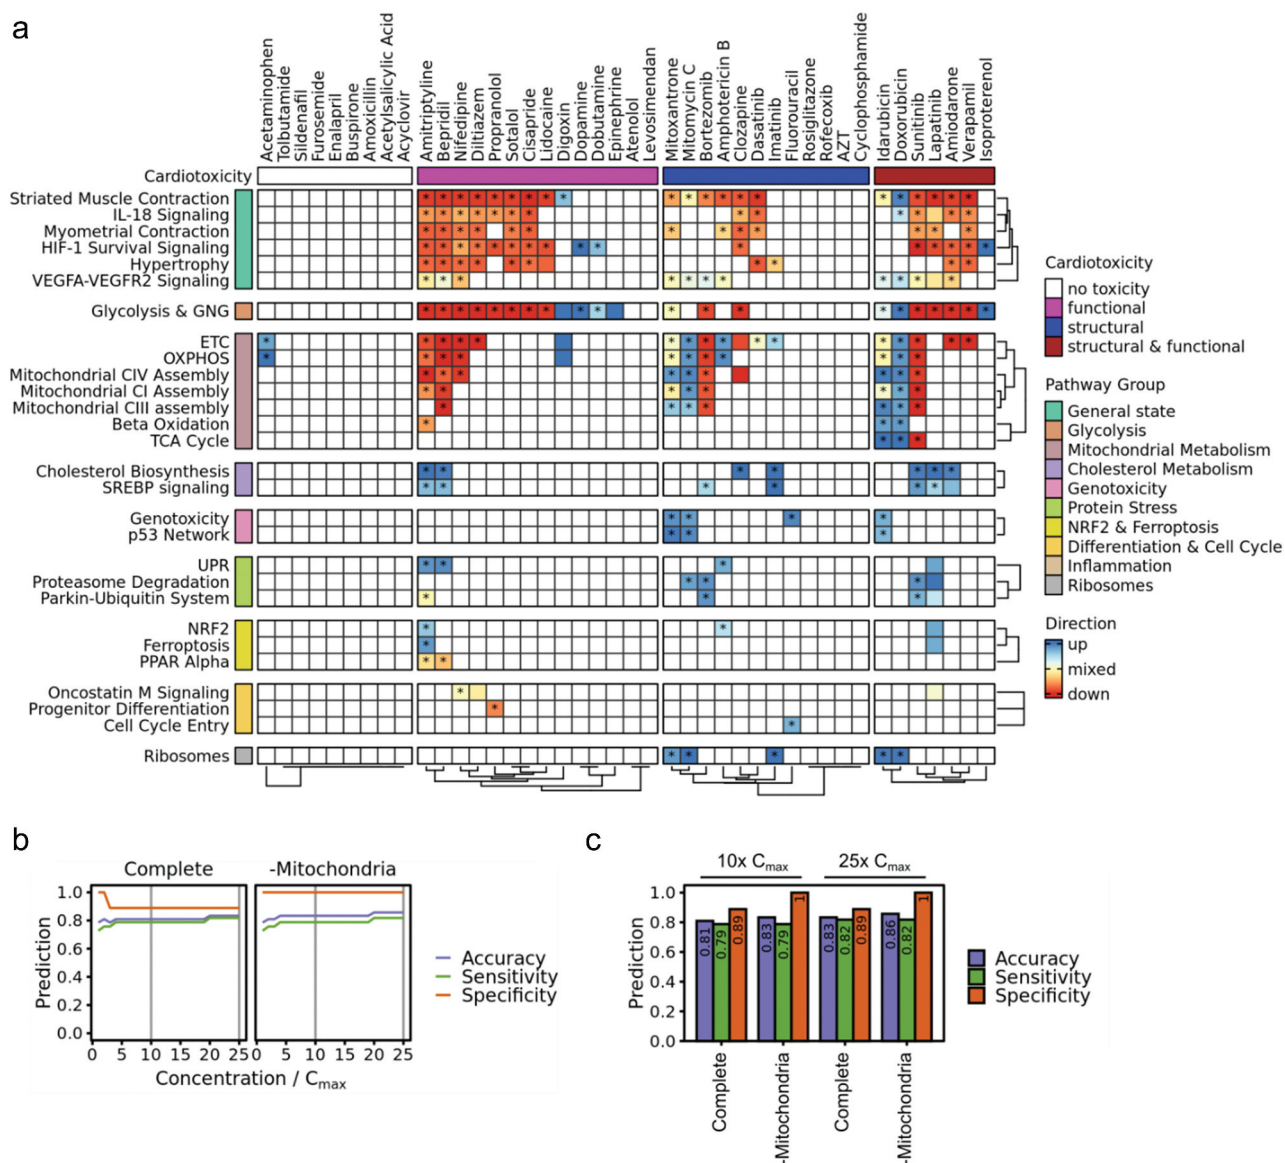 a
Acetaminophen
Tolbutamide
Sildenafil
Furosemide
Enalapril
Buspirone
Amoxicillin
Acetylsalicylic Acid
Acyclovir
Amitriptyline
Bepridil
Nifedipine
Diltiazem
Propranolol
Sotalol
Cisapride
Lidocaine
Digoxin
Dopamine
Dobutamine
Epinephrine
Atenolol
Levosimendan
Mitoxantrone
Mitomycin C
Bortezomib
Amphotericin B
Clozapine
Dasatinib
Imatinib
Fluorouracil
Rosiglitazone
Rofecoxib
AZT
Cyclophosphamide
Idarubicin
Doxorubicin
Sunitinib
Lapatinib
Amiodarone
Verapamil
Isoproterenol
Cardiotoxicity
Striated Muscle Contraction
IL-18 Signaling
Myometrial Contraction
HIF-1 Survival Signaling
Hypertrophy
VEGFA-VEGFR2 Signaling
Glycolysis & GNG
ETC
OXPHOS
Mitochondrial CIV Assembly
Mitochondrial CI Assembly
Mitochondrial CIII assembly
Beta Oxidation
TCA Cycle
Cholesterol Biosynthesis
SREBP signaling
Genotoxicity
p53 Network
UPR
Proteasome Degradation
Parkin-Ubiquitin System
NRF2
Ferroptosis
PPAR Alpha
Oncostatin M Signaling
Progenitor Differentiation
Cell Cycle Entry
Ribosomes
Cardiotoxicity
no toxicity
functional
structural
structural & functional
Pathway Group
General state
Glycolysis
Mitochondrial Metabolism
Cholesterol Metabolism
Genotoxicity
Protein Stress
NRF2 & Ferroptosis
Differentiation & Cell Cycle
Inflammation
Ribosomes
Direction
up
mixed
down
b
Complete
-Mitochondria
Prediction
1.0
0.8
0.6
0.4
0.2
0.0
0 5 10 15 20 25
0 5 10 15 20 25
Concentration / Cmax
Accuracy
Sensitivity
Specificity
c
10x Cmax
25x Cmax
Prediction
1.0
0.8
0.6
0.4
0.2
0.0
0.81
0.79
0.89
0.83
0.79
1
0.83
0.82
0.89
0.86
0.82
1
Complete
-Mitochondria
Complete
-Mitochondria
Accuracy
Sensitivity
Specificity